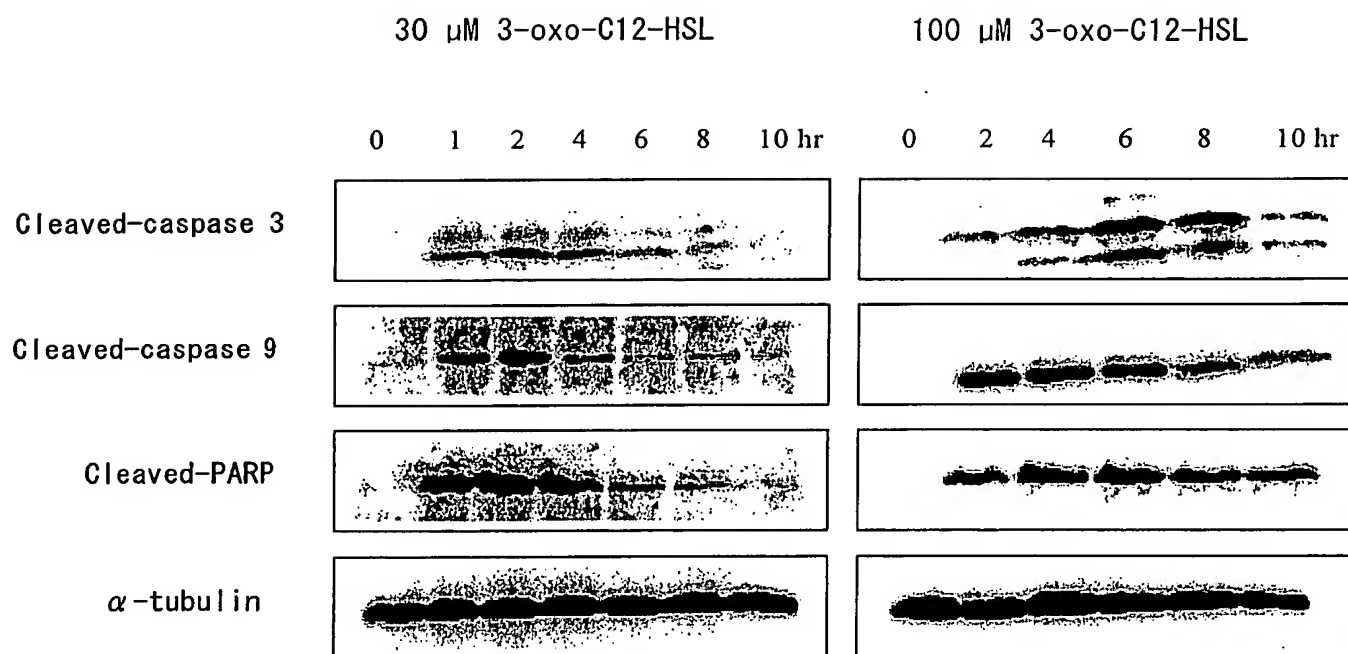 30 μM 3-oxo-C12-HSL 100 μM 3-oxo-C12-HSL
0 1 2 4 6 8 10 hr 0 2 4 6 8 10 hr
Cleaved-caspase 3
Cleaved-caspase 9
Cleaved-PARP
α-tubulin